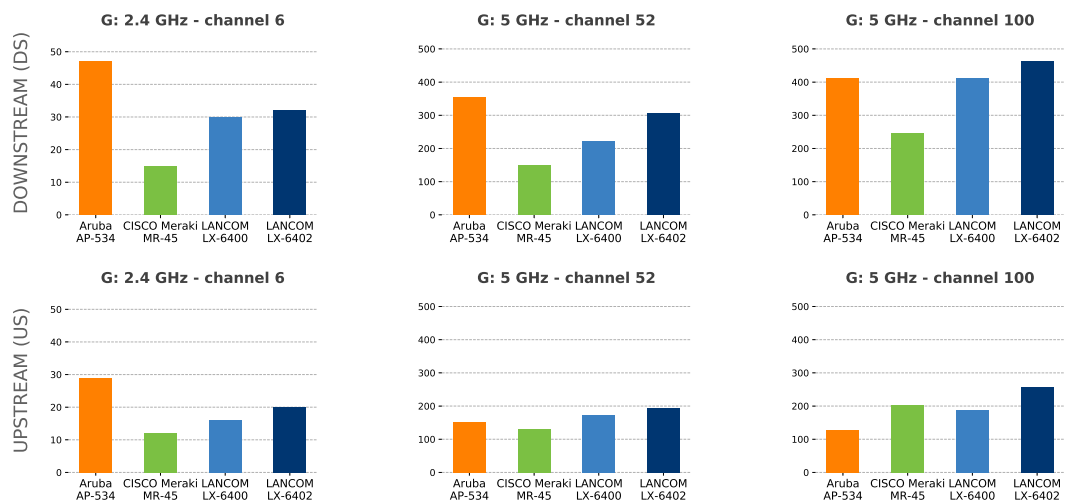 DOWNSTREAM (DS)
G: 2.4 GHz - channel 6
50
40
30
20
10
0
Aruba AP-534
CISCO Meraki MR-45
LANCOM LX-6400
LANCOM LX-6402
G: 5 GHz - channel 52
500
400
300
200
100
0
Aruba AP-534
CISCO Meraki MR-45
LANCOM LX-6400
LANCOM LX-6402
G: 5 GHz - channel 100
500
400
300
200
100
0
Aruba AP-534
CISCO Meraki MR-45
LANCOM LX-6400
LANCOM LX-6402
UPSTREAM (US)
G: 2.4 GHz - channel 6
50
40
30
20
10
0
Aruba AP-534
CISCO Meraki MR-45
LANCOM LX-6400
LANCOM LX-6402
G: 5 GHz - channel 52
500
400
300
200
100
0
Aruba AP-534
CISCO Meraki MR-45
LANCOM LX-6400
LANCOM LX-6402
G: 5 GHz - channel 100
500
400
300
200
100
0
Aruba AP-534
CISCO Meraki MR-45
LANCOM LX-6400
LANCOM LX-6402